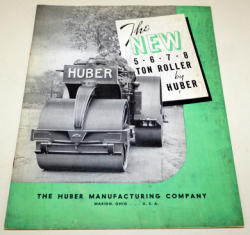 The
NEW
5·6·7·8
TON ROLLER
by
HUBER
HUBER
THE HUBER MANUFACTURING COMPANY
MARION, OHIO . . . U. S. A.